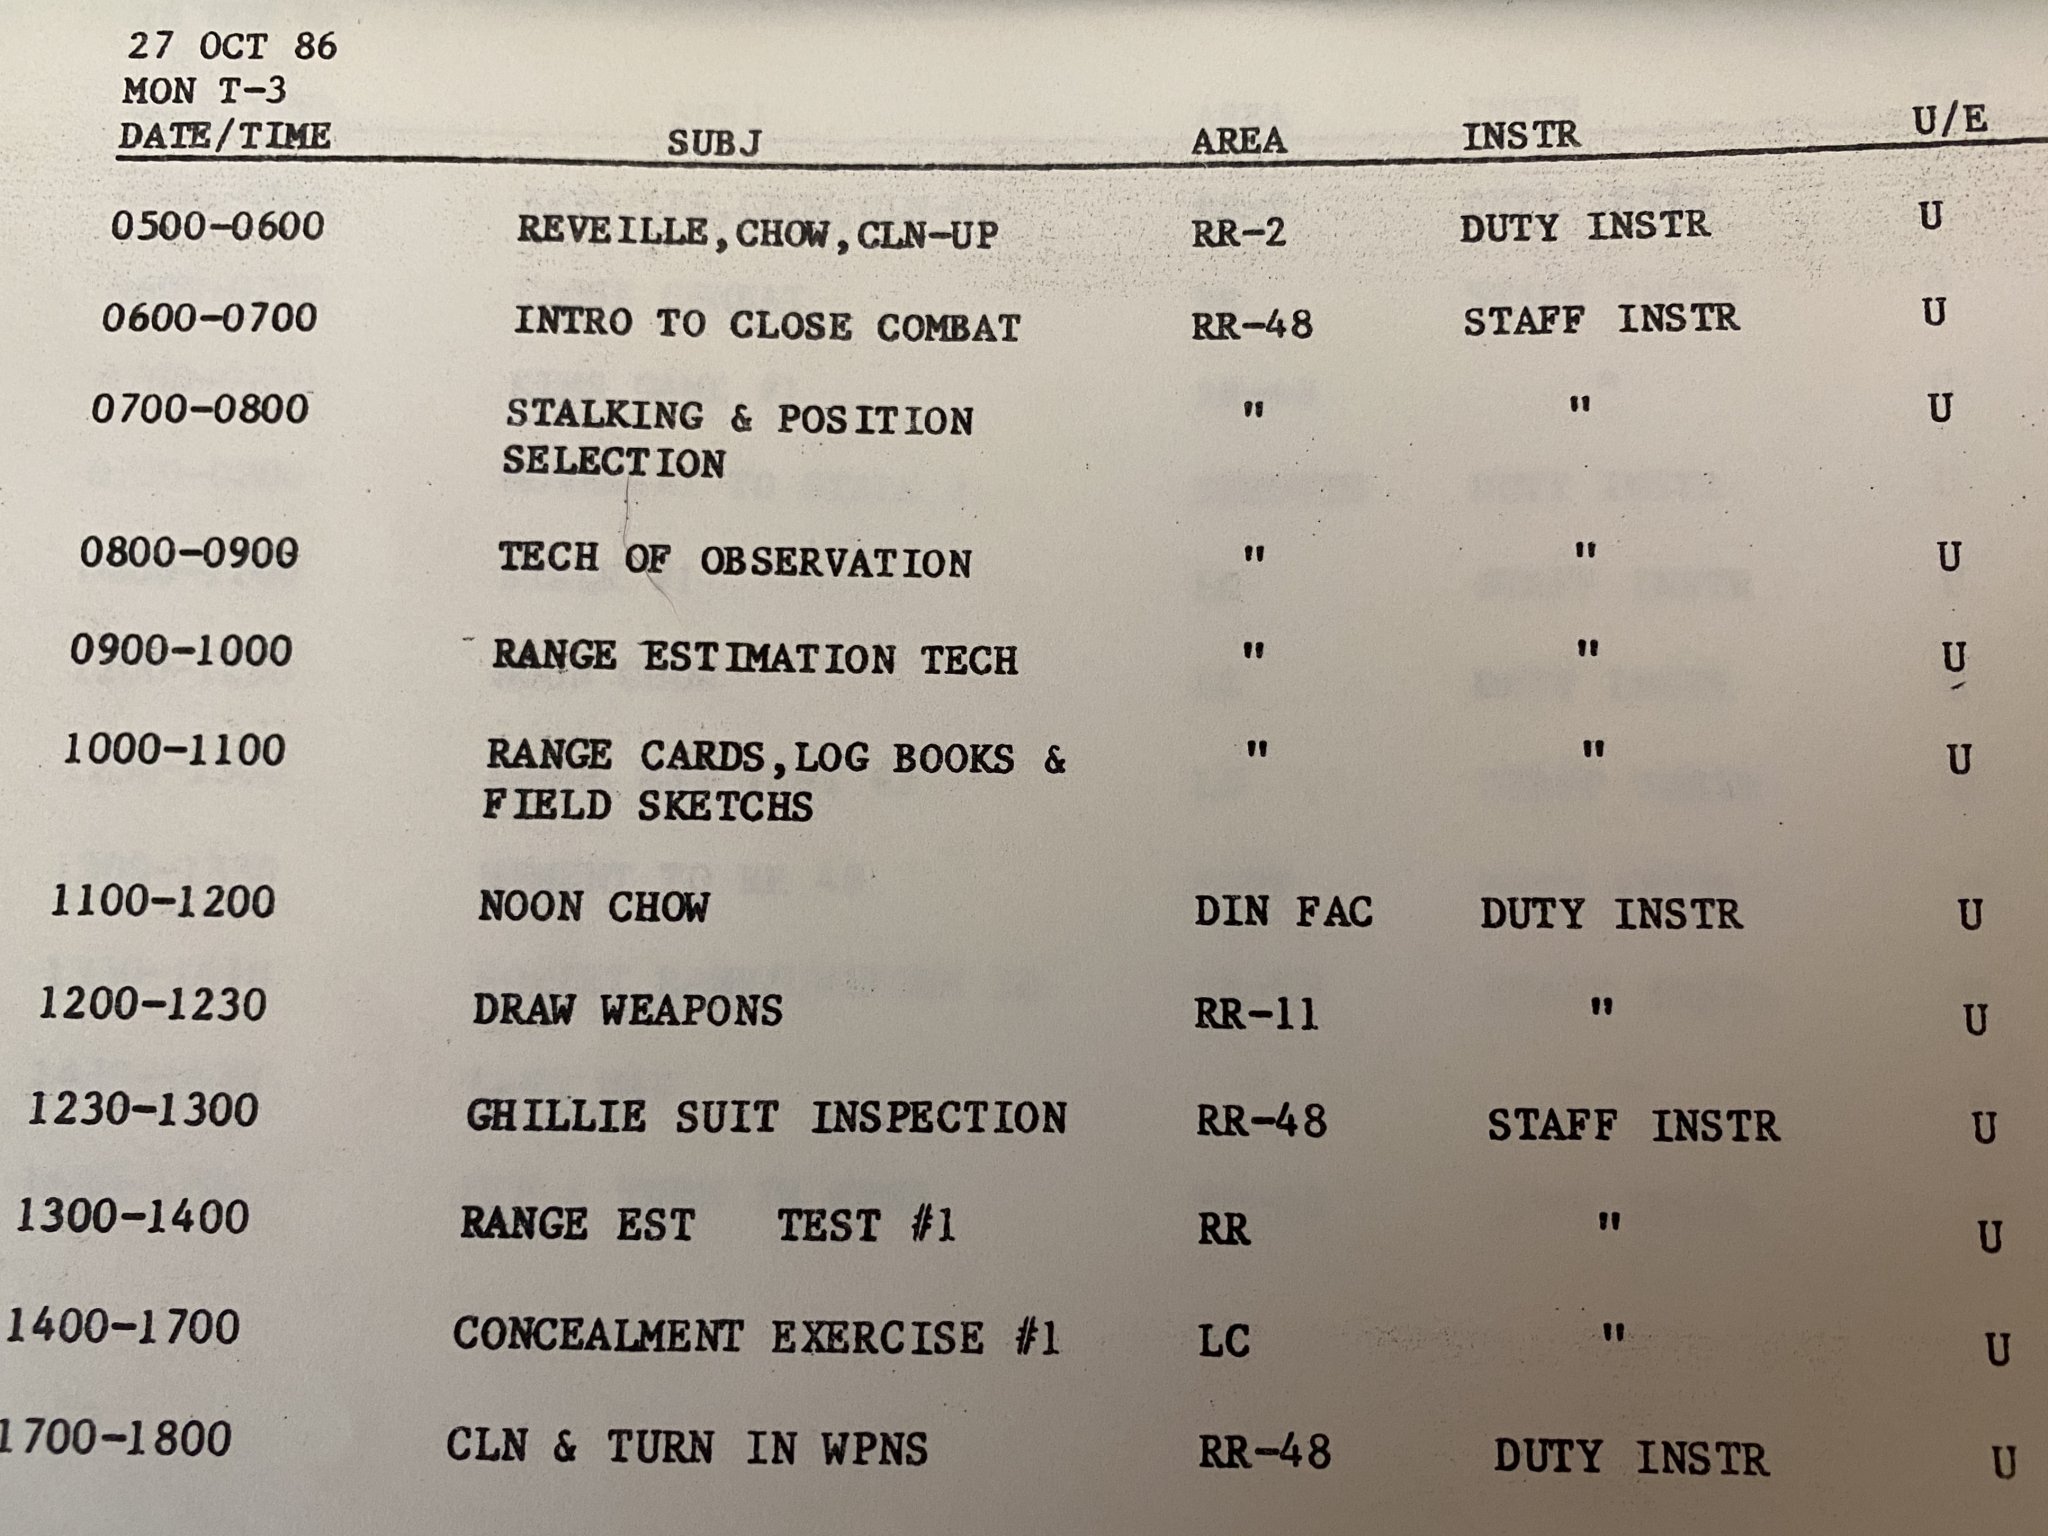 27 OCT 86
MON T-3
DATE/TIME SUBJ AREA INSTR U/E
0500-0600 REVEILLE,CHOW,CLN-UP RR-2 DUTY INSTR U
0600-0700 INTRO TO CLOSE COMBAT RR-48 STAFF INSTR U
0700-0800 STALKING & POSITION " " U
SELECTION
0800-0900 TECH OF OBSERVATION " " U
0900-1000 RANGE ESTIMATION TECH " " U
1000-1100 RANGE CARDS,LOG BOOKS & " " U
FIELD SKETCHS
1100-1200 NOON CHOW DIN FAC DUTY INSTR U
1200-1230 DRAW WEAPONS RR-11 " U
1230-1300 GHILLIE SUIT INSPECTION RR-48 STAFF INSTR U
1300-1400 RANGE EST TEST #1 RR " U
1400-1700 CONCEALMENT EXERCISE #1 LC " U
1700-1800 CLN & TURN IN WPNS RR-48 DUTY INSTR U